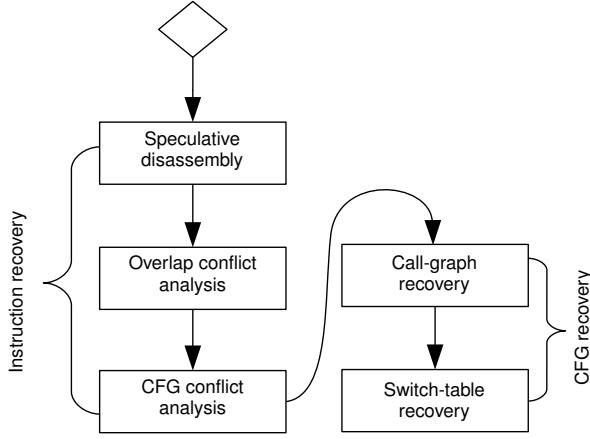 Speculative
disassembly
Instruction recovery
Overlap conflict
analysis
CFG conflict
analysis
Call-graph
recovery
Switch-table
recovery
CFG recovery